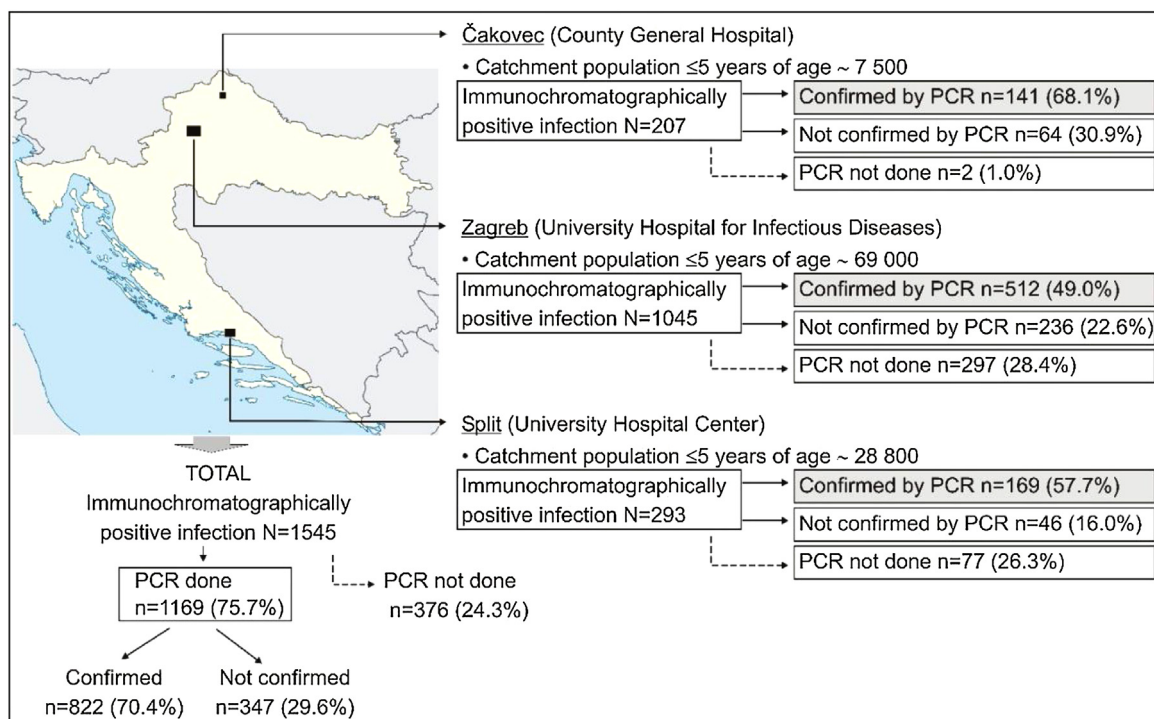 Čakovec (County General Hospital)
• Catchment population ≤5 years of age ~ 7 500
Immunochromatographically
positive infection N=207
Confirmed by PCR n=141 (68.1%)
Not confirmed by PCR n=64 (30.9%)
PCR not done n=2 (1.0%)
Zagreb (University Hospital for Infectious Diseases)
• Catchment population ≤5 years of age ~ 69 000
Immunochromatographically
positive infection N=1045
Confirmed by PCR n=512 (49.0%)
Not confirmed by PCR n=236 (22.6%)
PCR not done n=297 (28.4%)
Split (University Hospital Center)
• Catchment population ≤5 years of age ~ 28 800
Immunochromatographically
positive infection N=293
Confirmed by PCR n=169 (57.7%)
Not confirmed by PCR n=46 (16.0%)
PCR not done n=77 (26.3%)
TOTAL
Immunochromatographically
positive infection N=1545
PCR done
n=1169 (75.7%)
PCR not done
n=376 (24.3%)
Confirmed
n=822 (70.4%)
Not confirmed
n=347 (29.6%)